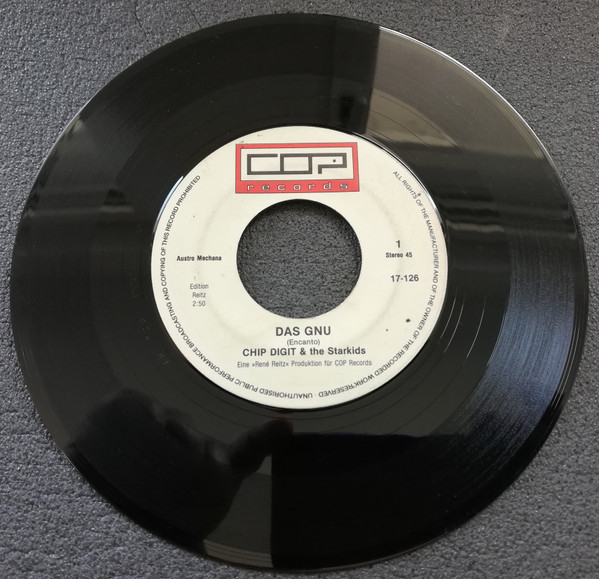 COP
records
ALL RIGHTS OF THE MANUFACTURER AND OF THE OWNER OF THE RECORDED WORK RESERVED · UNAUTHORISED PUBLIC PERFORMANCE BROADCASTING AND COPYING OF THIS RECORD PROHIBITED
1
Stereo 45
17-126
Austro Mechana
Edition
Reitz
2:50
DAS GNU
(Encanto)
CHIP DIGIT & the Starkids
Eine »René Reitz« Produktion für COP Records